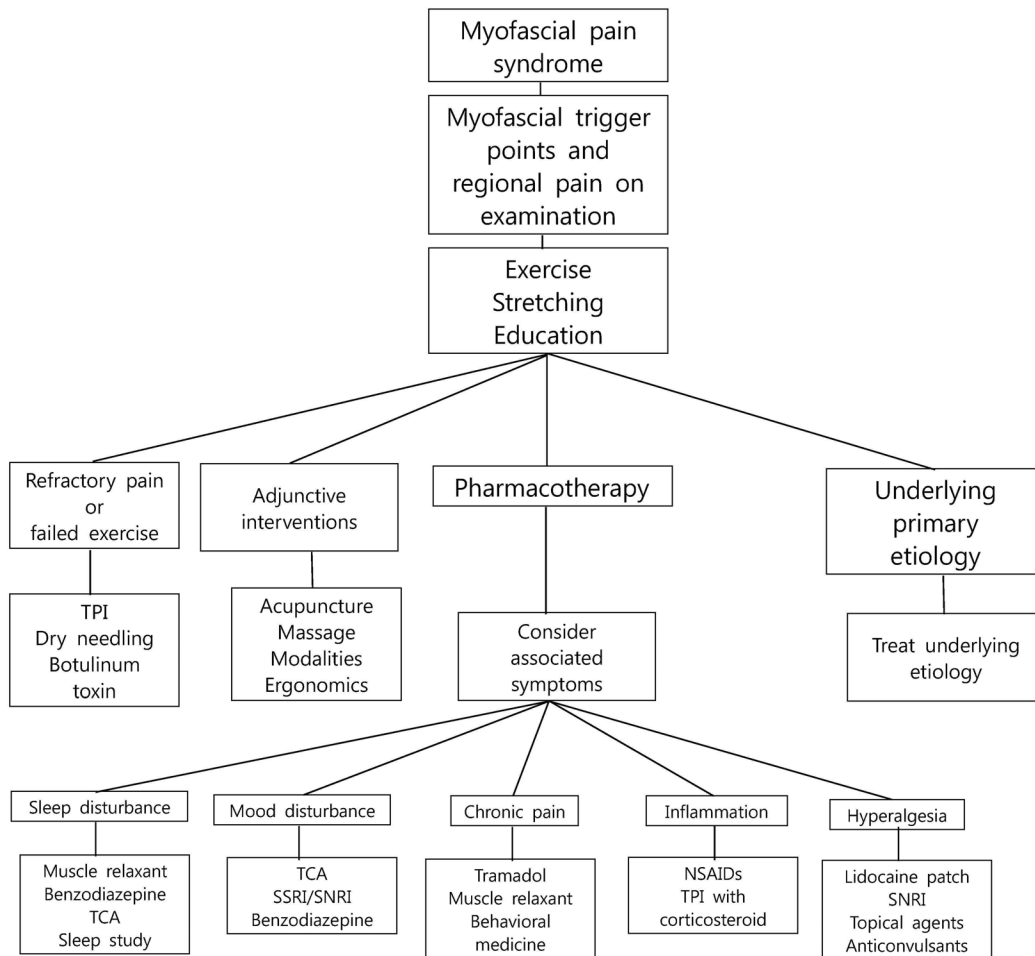 Myofascial pain
syndrome
Myofascial trigger
points and
regional pain on
examination
Exercise
Stretching
Education
Refractory pain
or
failed exercise
Adjunctive
interventions
Pharmacotherapy
Underlying
primary
etiology
TPI
Dry needling
Botulinum
toxin
Acupuncture
Massage
Modalities
Ergonomics
Consider
associated
symptoms
Treat underlying
etiology
Sleep disturbance
Mood disturbance
Chronic pain
Inflammation
Hyperalgesia
Muscle relaxant
Benzodiazepine
TCA
Sleep study
TCA
SSRI/SNRI
Benzodiazepine
Tramadol
Muscle relaxant
Behavioral
medicine
NSAIDs
TPI with
corticosteroid
Lidocaine patch
SNRI
Topical agents
Anticonvulsants